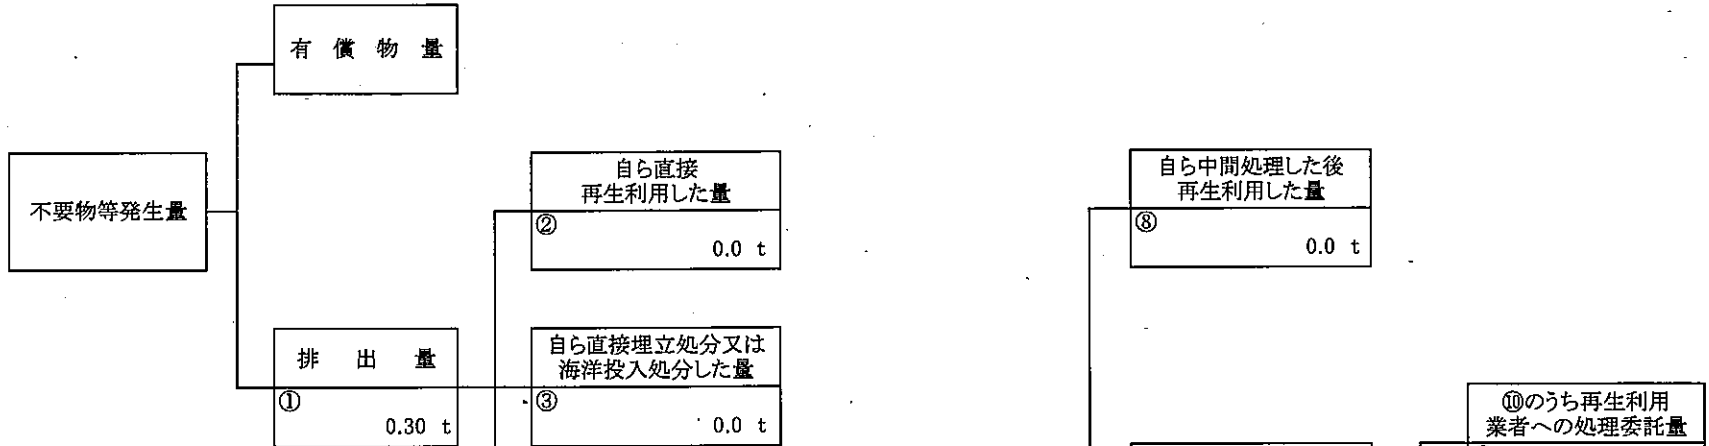 有償物量
不要物等発生量
自ら直接
再生利用した量
②
0.0 t
自ら中間処理した後
再生利用した量
⑧
0.0 t
排出量
①
0.30 t
自ら直接埋立処分又は
海洋投入処分した量
③
0.0 t
⑩のうち再生利用
業者への処理委託量